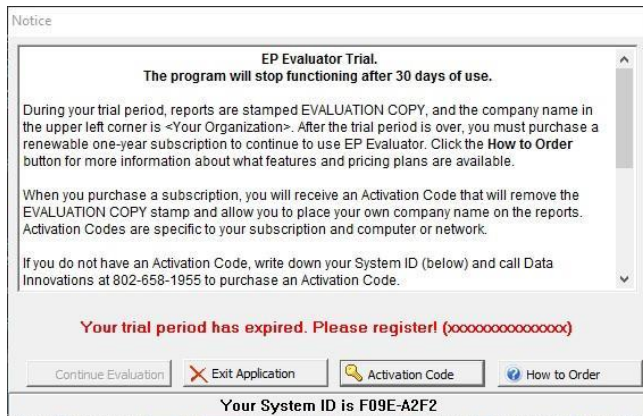 Notice
EP Evaluator Trial.
The program will stop functioning after 30 days of use.
During your trial period, reports are stamped EVALUATION COPY, and the company name in
the upper left corner is <Your Organization>. After the trial period is over, you must purchase a
renewable one-year subscription to continue to use EP Evaluator. Click the How to Order
button for more information about what features and pricing plans are available.
When you purchase a subscription, you will receive an Activation Code that will remove the
EVALUATION COPY stamp and allow you to place your own company name on the reports.
Activation Codes are specific to your subscription and computer or network.
If you do not have an Activation Code, write down your System ID (below) and call Data
Innovations at 802-658-1955 to purchase an Activation Code.
Your trial period has expired. Please register! (xxxxxxxxxxxxxxx)
Continue Evaluation Exit Application Activation Code How to Order
Your System ID is F09E-A2F2